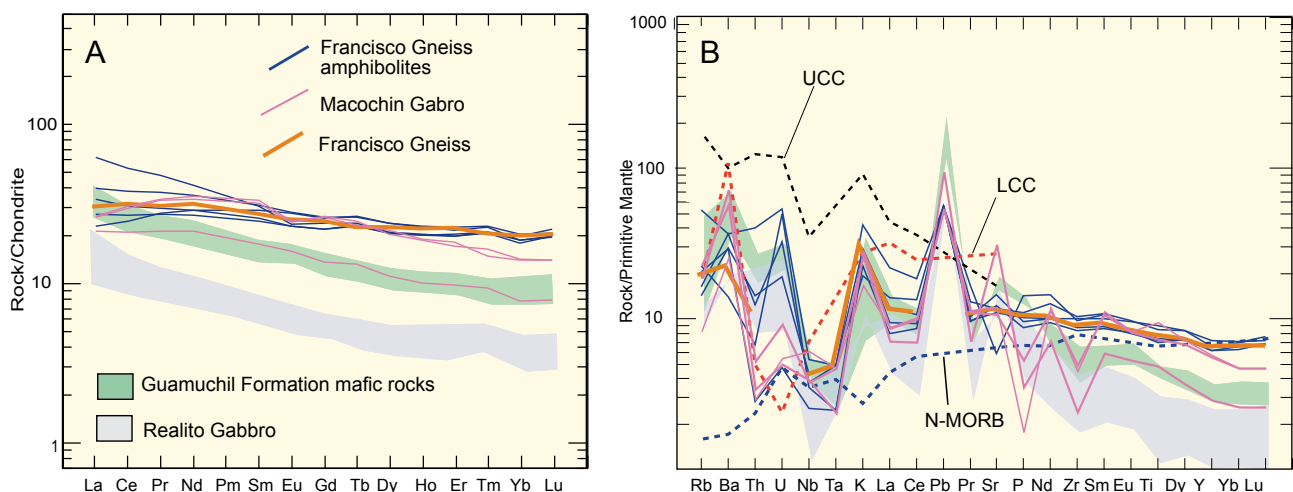 A
Francisco Gneiss
amphibolites
Macochin Gabro
Francisco Gneiss
Guamuchil Formation mafic rocks
Realito Gabbro
Rock/Chondrite
100
10
1
La Ce Pr Nd Pm Sm Eu Gd Tb Dy Ho Er Tm Yb Lu
B
UCC
LCC
N-MORB
Rock/Primitive Mantle
1000
100
10
Rb Ba Th U Nb Ta K La Ce Pb Pr Sr P Nd Zr Sm Eu Ti Dy Y Yb Lu